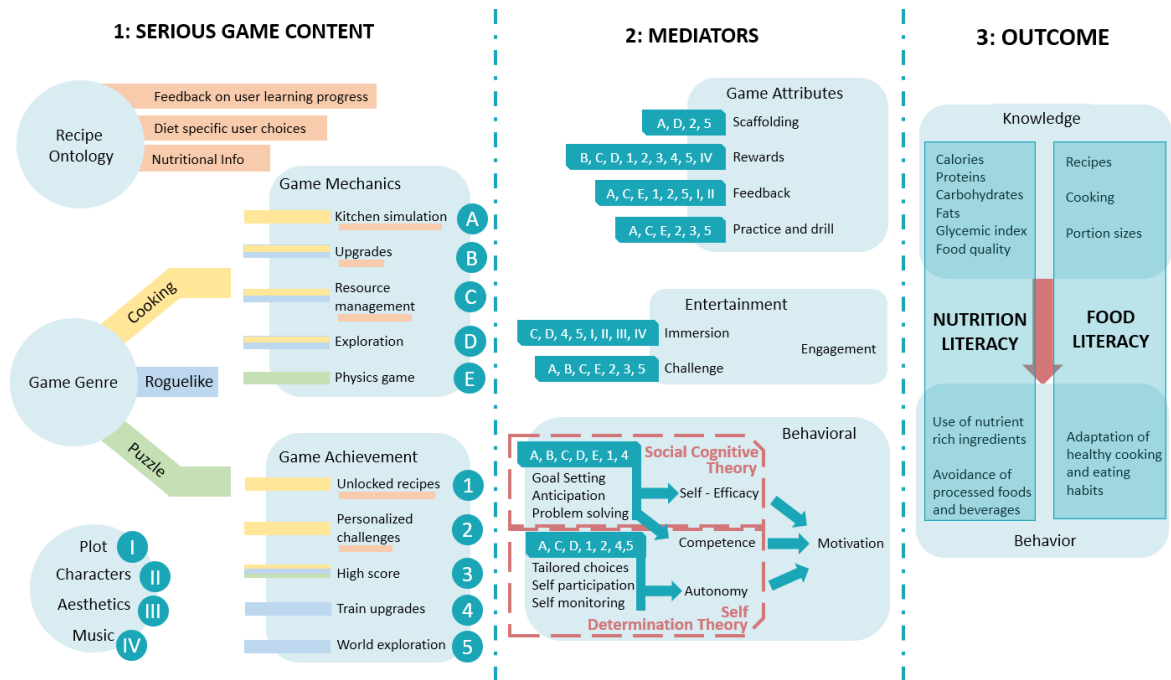 1: SERIOUS GAME CONTENT
Recipe
Ontology
Feedback on user learning progress
Diet specific user choices
Nutritional Info
Game Mechanics
Kitchen simulation
A
Upgrades
B
Resource
management
C
Exploration
D
Physics game
E
Game Genre
Cooking
Roguelike
Puzzle
Game Achievement
Unlocked recipes
1
Personalized
challenges
2
High score
3
Train upgrades
4
World exploration
5
Plot
I
Characters
II
Aesthetics
III
Music
IV
2: MEDIATORS
Game Attributes
A, D, 2, 5
Scaffolding
B, C, D, 1, 2, 3, 4, 5, IV
Rewards
A, C, E, 1, 2, 5, I, II
Feedback
A, C, E, 2, 3, 5
Practice and drill
Entertainment
C, D, 4, 5, I, II, III, IV
Immersion
A, B, C, E, 2, 3, 5
Challenge
Engagement
Behavioral
Social Cognitive
Theory
A, B, C, D, E, 1, 4
Goal Setting
Anticipation
Problem solving
Self - Efficacy
Competence
Motivation
A, C, D, 1, 2, 4,5
Tailored choices
Self participation
Self monitoring
Autonomy
Self
Determination Theory
3: OUTCOME
Knowledge
Calories
Proteins
Carbohydrates
Fats
Glycemic index
Food quality
Recipes
Cooking
Portion sizes
NUTRITION
LITERACY
FOOD
LITERACY
Use of nutrient
rich ingredients
Avoidance of
processed foods
and beverages
Adaptation of
healthy cooking
and eating
habits
Behavior